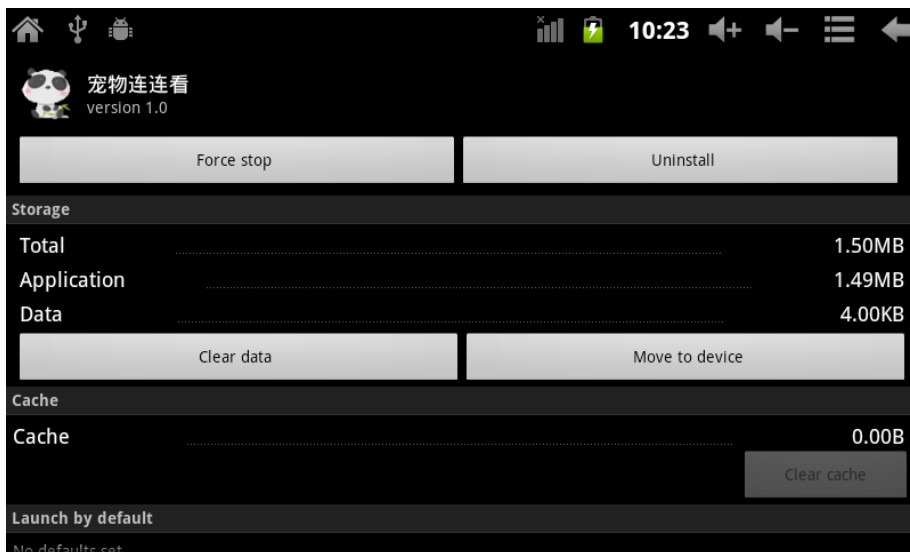 10:23
宠物连连看
version 1.0
Force stop Uninstall
Storage
Total 1.50MB
Application 1.49MB
Data 4.00KB
Clear data Move to device
Cache
Cache 0.00B
Clear cache
Launch by default
No defaults set